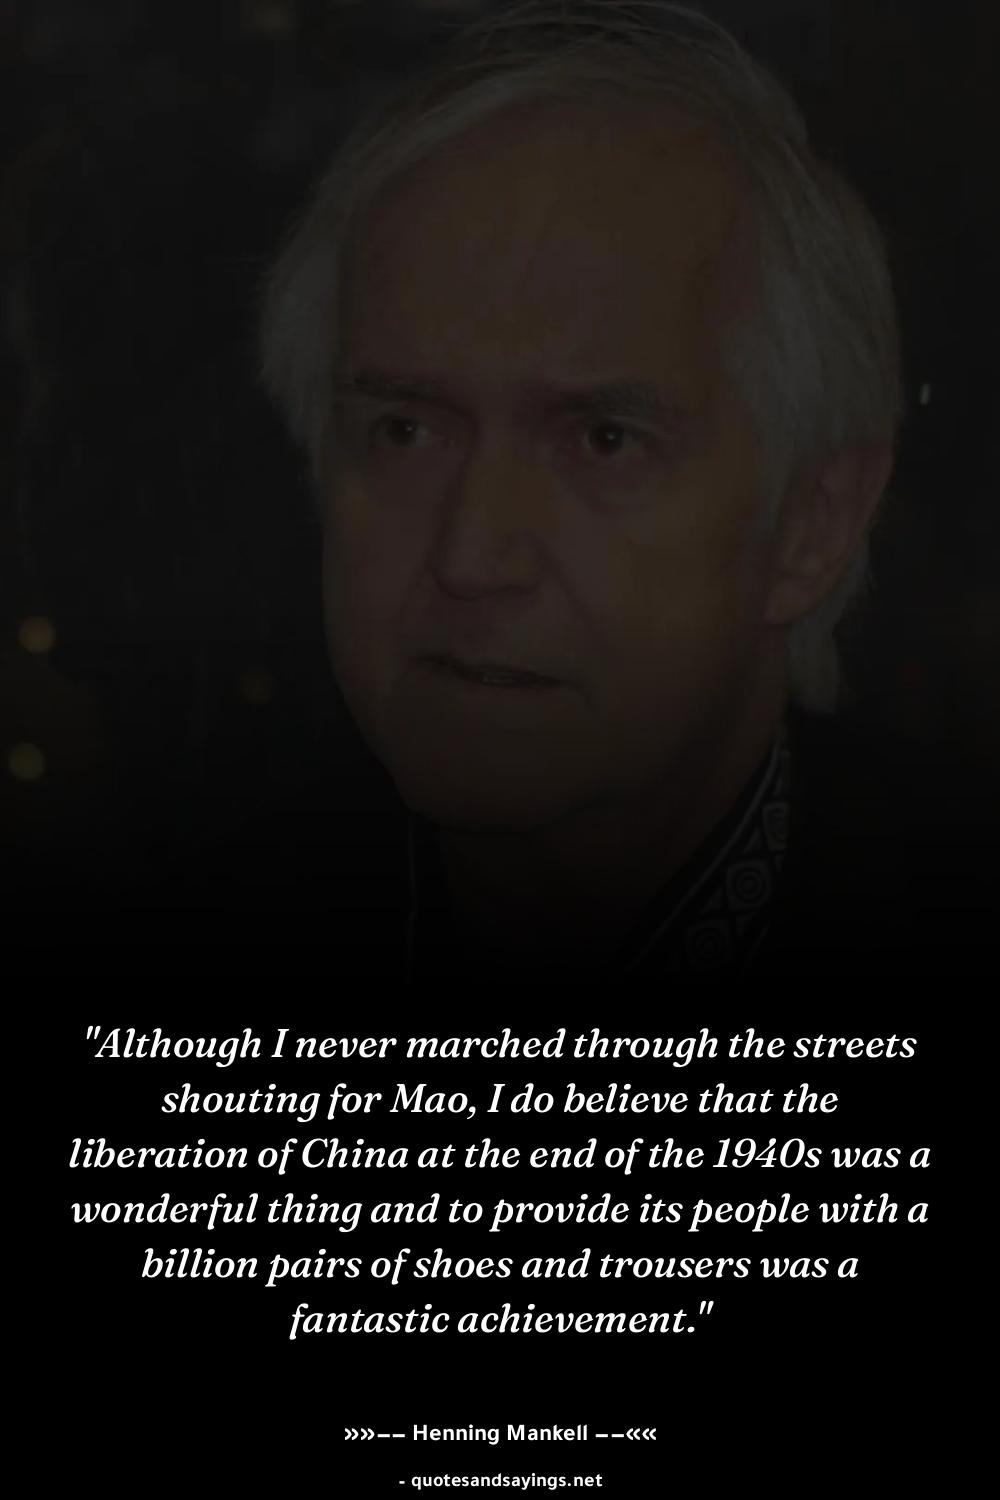 "Although I never marched through the streets
shouting for Mao, I do believe that the
liberation of China at the end of the 1940s was a
wonderful thing and to provide its people with a
billion pairs of shoes and trousers was a
fantastic achievement."
»»–– Henning Mankell ––««
- quotesandsayings.net